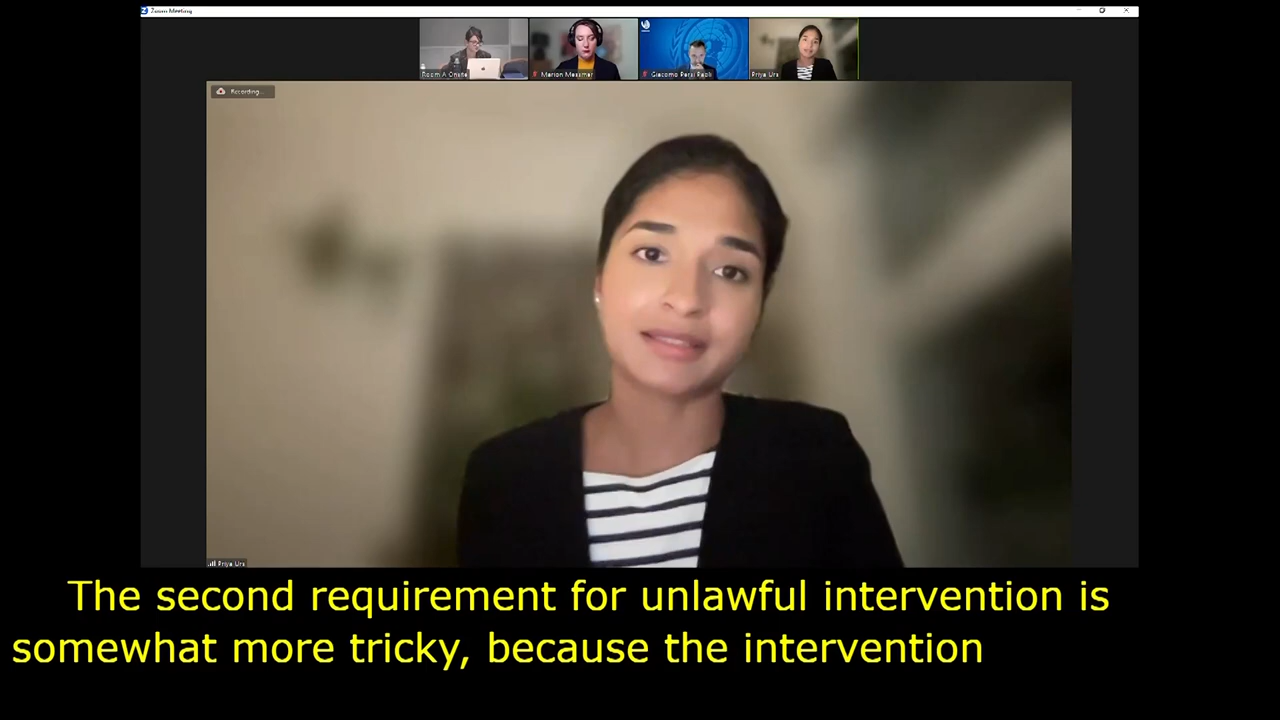 Zoom Meeting
Room A Onsite
Marion Messmer
Giacomo Persi Paoli
Priya Urs
Recording...
Priya Urs
The second requirement for unlawful intervention is
somewhat more tricky, because the intervention